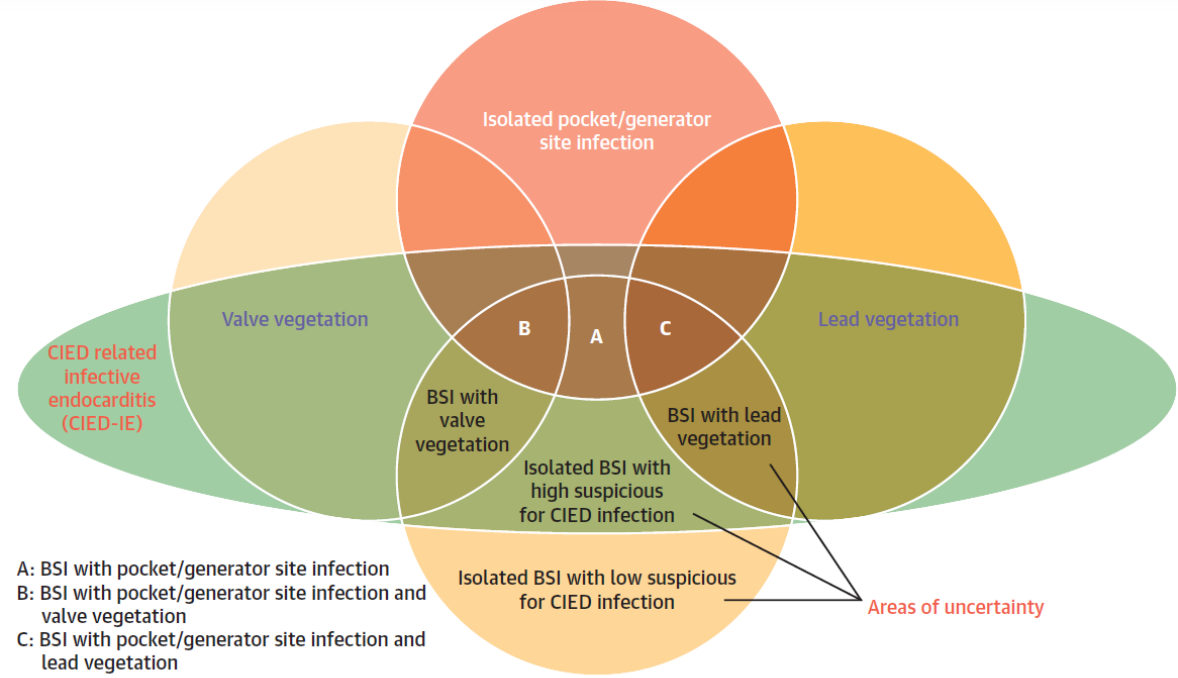 Isolated pocket/generator
site infection
Valve vegetation
B
A
C
Lead vegetation
CIED related
infective
endocarditis
(CIED-IE)
BSI with
valve
vegetation
BSI with lead
vegetation
Isolated BSI with
high suspicious
for CIED infection
Isolated BSI with low suspicious
for CIED infection
Areas of uncertainty
A: BSI with pocket/generator site infection
B: BSI with pocket/generator site infection and
valve vegetation
C: BSI with pocket/generator site infection and
lead vegetation